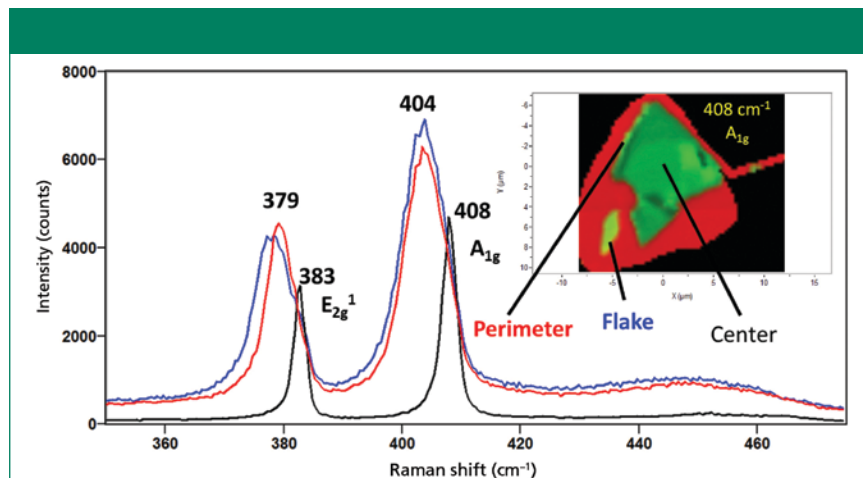 8000
6000
4000
2000
0
Intensity (counts)
360
380
400
420
440
460
Raman shift (cm⁻¹)
379
383
E₂g¹
404
408
A₁g
408 cm⁻¹
A₁g
-6
-4
-2
0
2
4
6
8
10
Y (µm)
-10
-5
0
5
10
15
X (µm)
Perimeter
Flake
Center